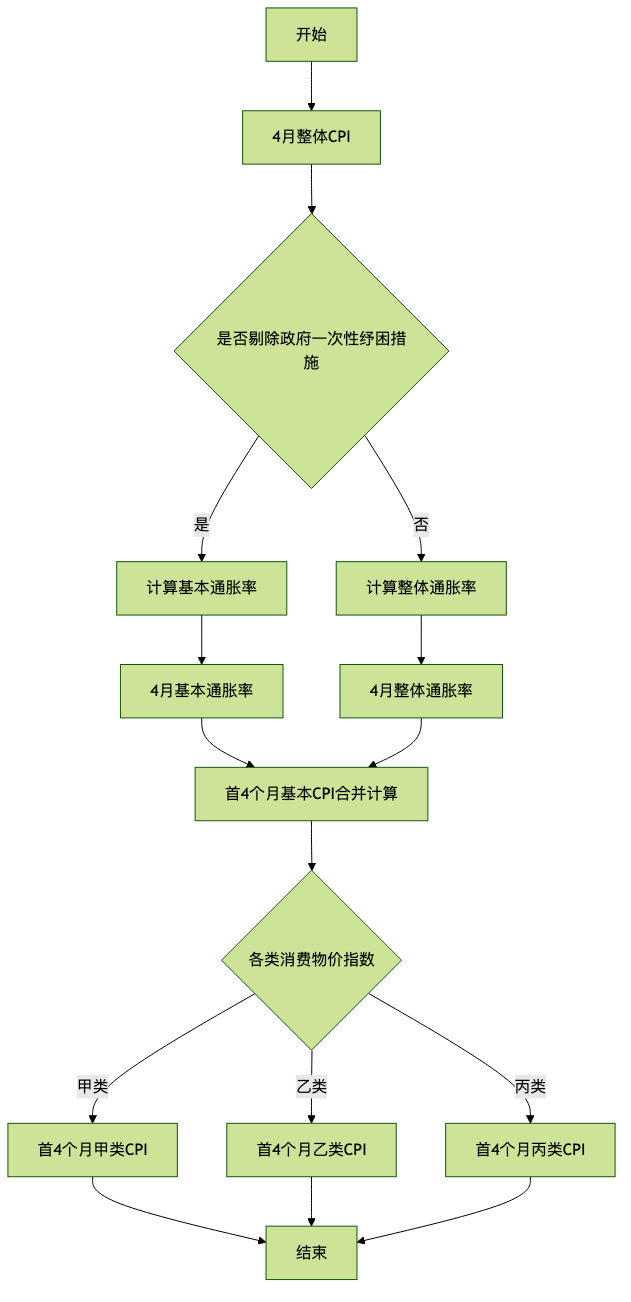 开始
4月整体CPI
是否剔除政府一次性纾困措
施
是
否
计算基本通胀率
计算整体通胀率
4月基本通胀率
4月整体通胀率
首4个月基本CPI合并计算
各类消费物价指数
甲类
乙类
丙类
首4个月甲类CPI
首4个月乙类CPI
首4个月丙类CPI
结束